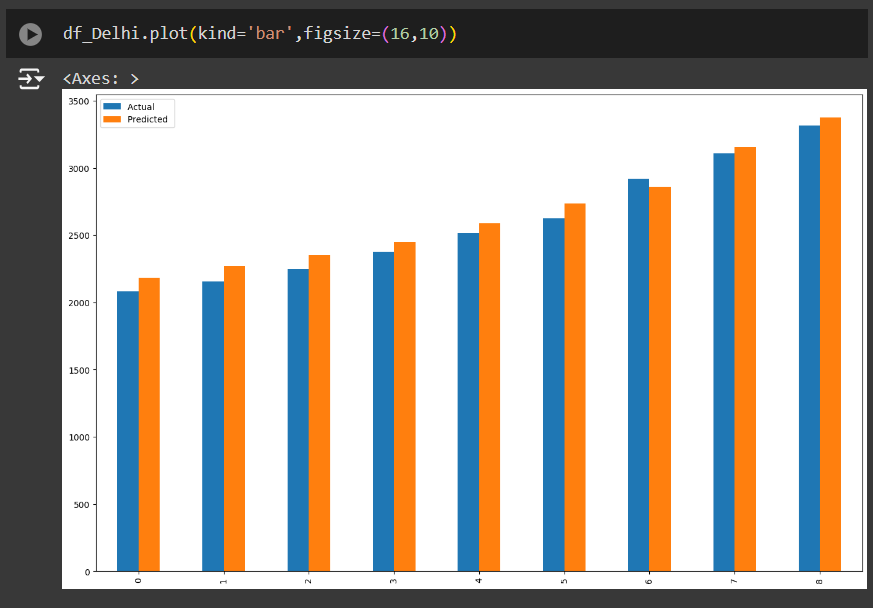 df_Delhi.plot(kind='bar',figsize=(16,10))
<Axes: >
Actual
Predicted
3500
3000
2500
2000
1500
1000
500
0
0 1 2 3 4 5 6 7 8